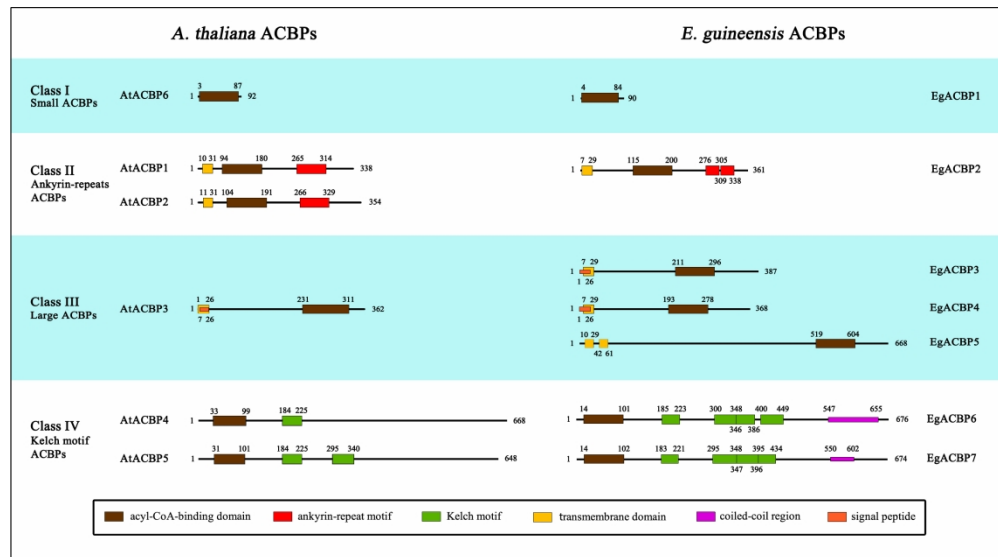 A. thaliana ACBPs E. guineensis ACBPs
Class I
Small ACBPs
AtACBP6 1 3 87 92
1 4 84 90 EgACBP1
Class II
Ankyrin-repeats
ACBPs
AtACBP1 1 10 31 94 180 265 314 338
1 7 29 115 200 276 305 309 338 361 EgACBP2
AtACBP2 1 11 31 104 191 266 329 354
Class III
Large ACBPs
1 7 29 1 26 211 296 387 EgACBP3
AtACBP3 1 1 26 7 26 231 311 362
1 7 29 1 26 193 278 368 EgACBP4
1 10 29 42 61 519 604 668 EgACBP5
Class IV
Kelch motif
ACBPs
AtACBP4 1 33 99 184 225 668
1 14 101 185 223 300 348 400 449 346 386 547 655 676 EgACBP6
AtACBP5 1 31 101 184 225 295 340 648
1 14 102 183 221 295 348 395 434 347 396 550 602 674 EgACBP7
acyl-CoA-binding domain ankyrin-repeat motif Kelch motif transmembrane domain coiled-coil region signal peptide